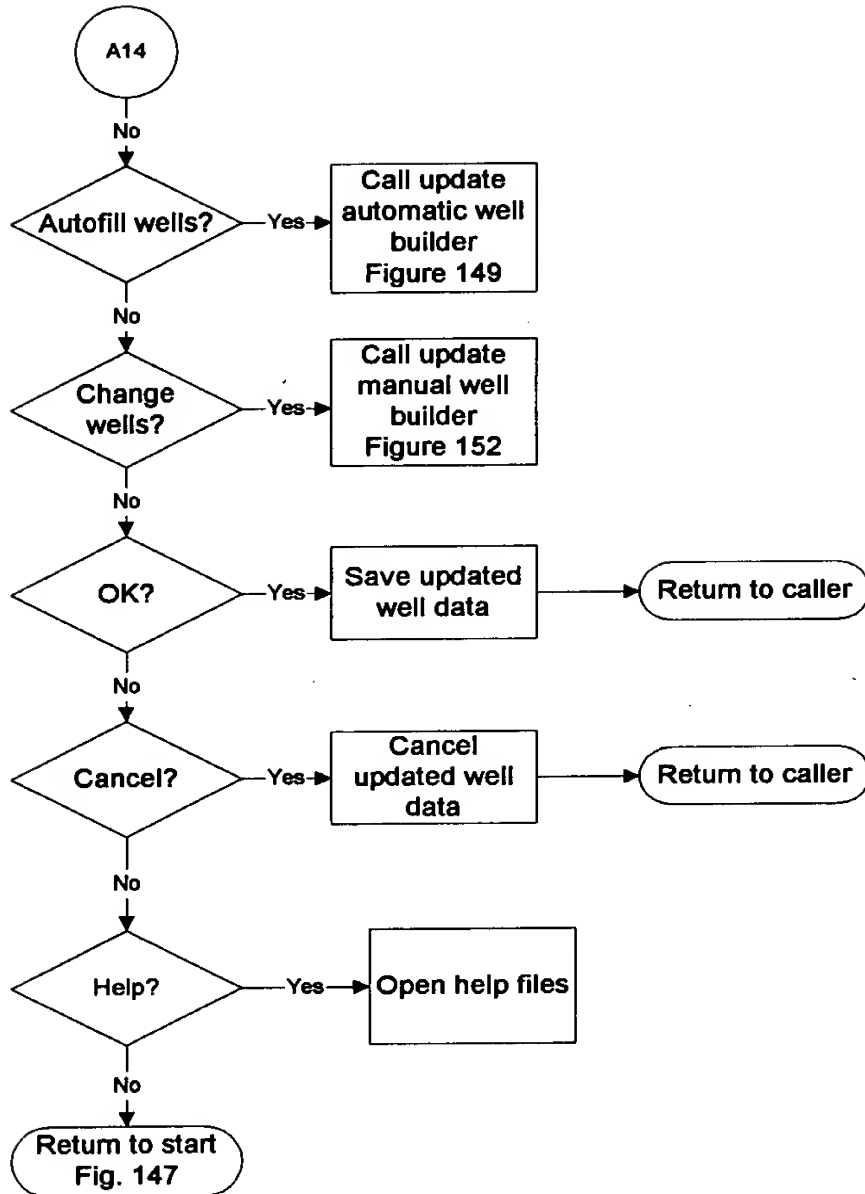 A14
No
Autofill wells?
Yes
Call update
automatic well
builder
Figure 149
No
Change
wells?
Yes
Call update
manual well
builder
Figure 152
No
OK?
Yes
Save updated
well data
Return to caller
No
Cancel?
Yes
Cancel
updated well
data
Return to caller
No
Help?
Yes
Open help files
No
Return to start
Fig. 147